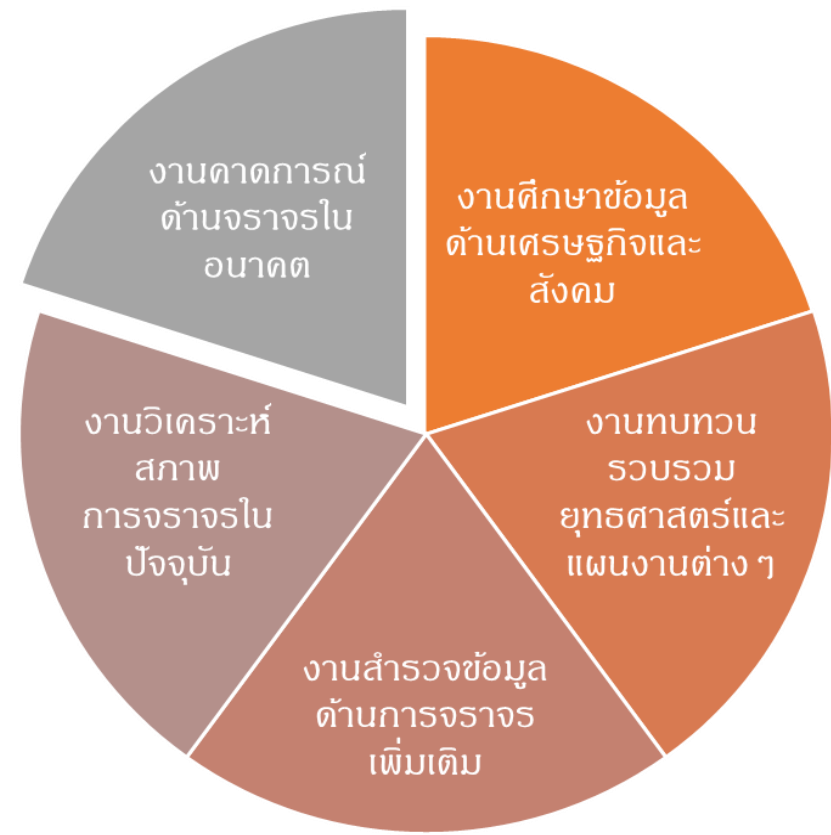 งานศึกษาข้อมูล
ด้านเศรษฐกิจและ
สังคม
งานทบทวน
รวบรวม
ยุทธศาสตร์และ
แผนงานต่าง ๆ
งานสำรวจข้อมูล
ด้านการจราจร
เพิ่มเติม
งานวิเคราะห์
สภาพ
การจราจรใน
ปัจจุบัน
งานคาดการณ์
ด้านจราจรใน
อนาคต